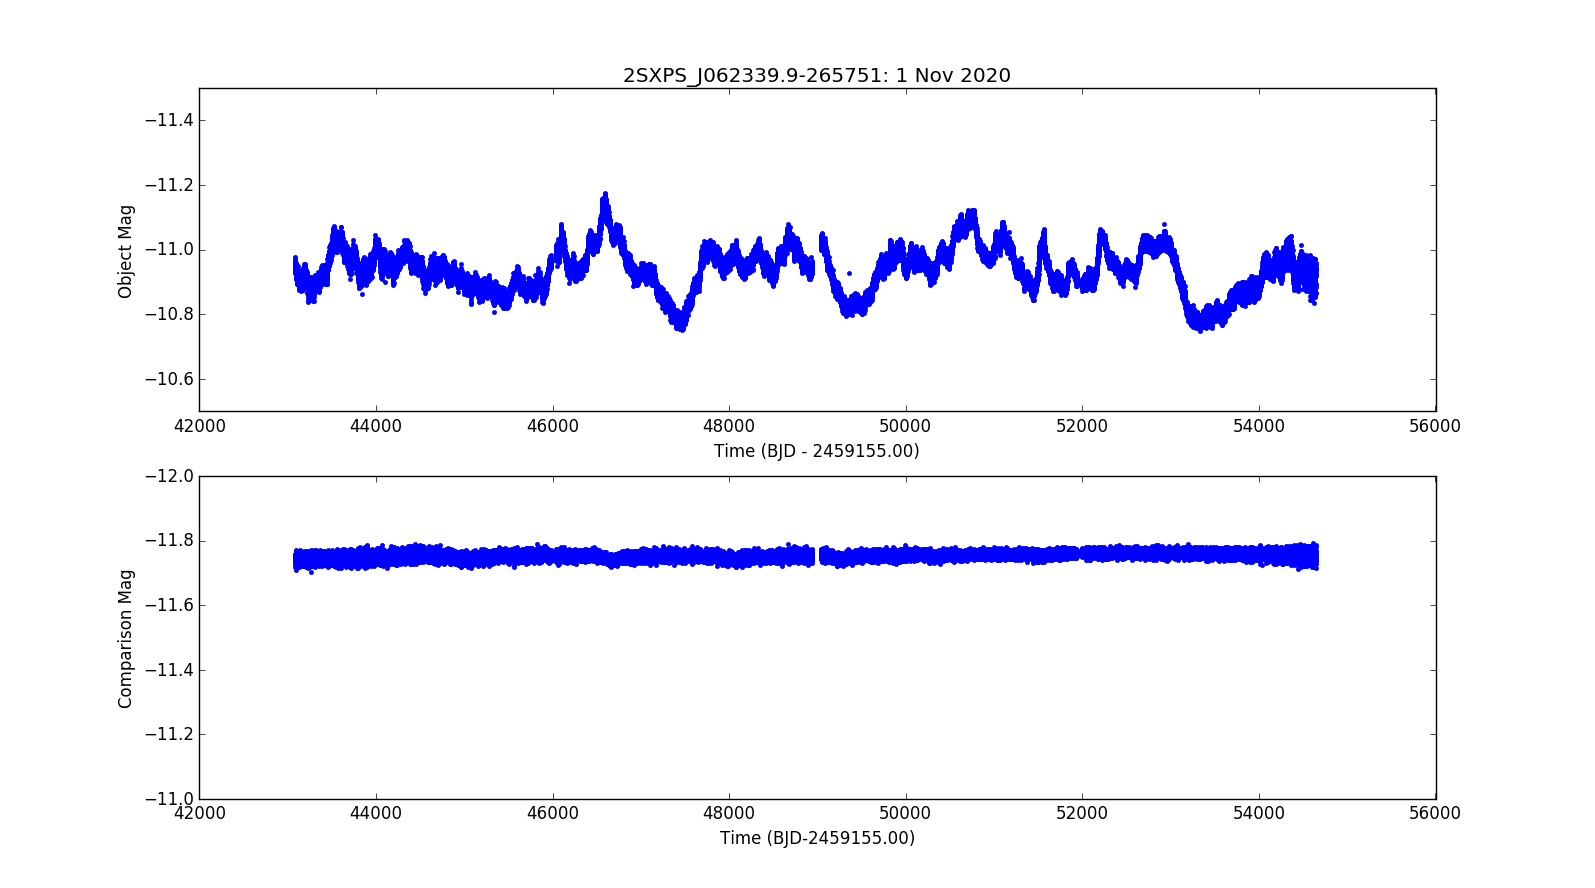 2SXPS_J062339.9-265751: 1 Nov 2020
−11.4
−11.2
−11.0
−10.8
−10.6
Object Mag
42000 44000 46000 48000 50000 52000 54000 56000
Time (BJD - 2459155.00)
−12.0
−11.8
−11.6
−11.4
−11.2
−11.0
Comparison Mag
42000 44000 46000 48000 50000 52000 54000 56000
Time (BJD-2459155.00)